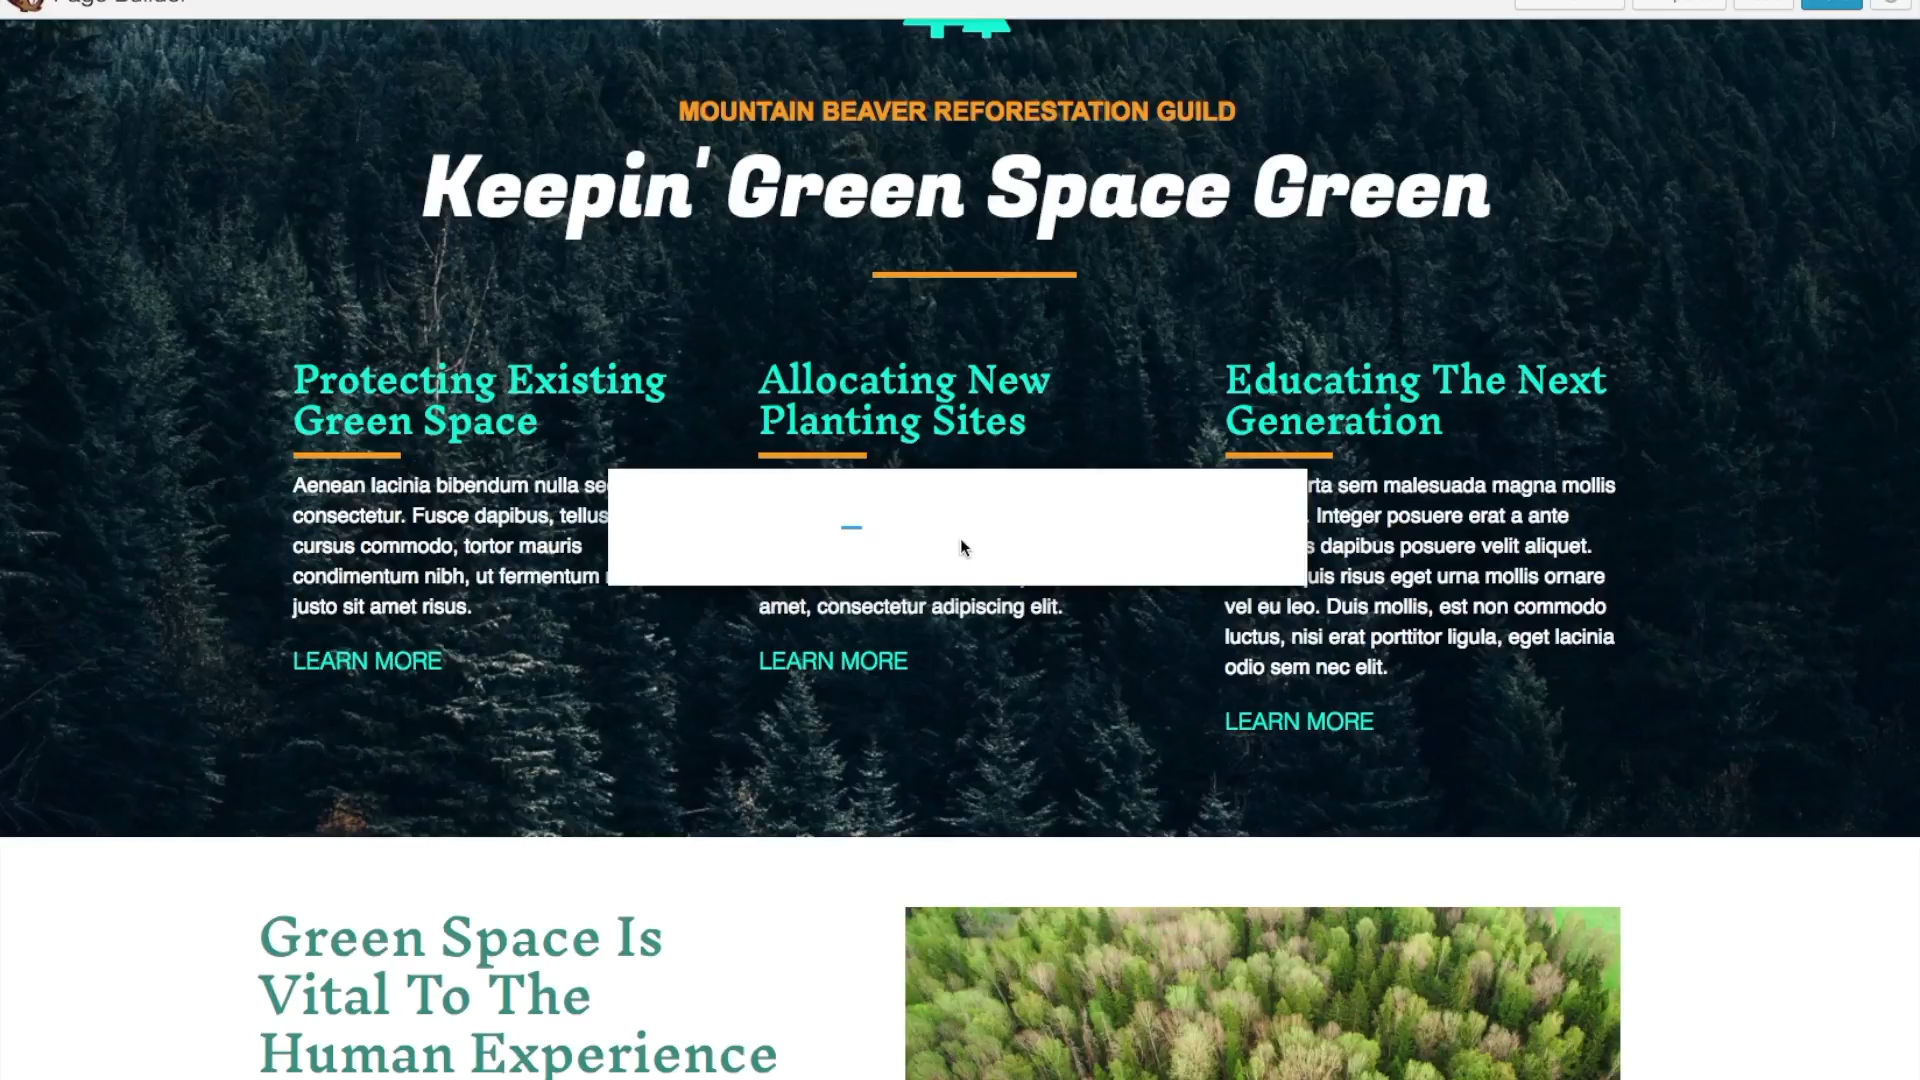 Page Builder
MOUNTAIN BEAVER REFORESTATION GUILD
Keepin' Green Space Green
Protecting Existing
Green Space
Aenean lacinia bibendum nulla
consectetur. Fusce dapibus, tellus
cursus commodo, tortor mauris
condimentum nibh, ut fermentum
justo sit amet risus.
LEARN MORE
Allocating New
Planting Sites
amet, consectetur adipiscing elit.
LEARN MORE
Educating The Next
Generation
sem malesuada magna mollis
Integer posuere erat a ante
dapibus posuere velit aliquet.
risus eget urna mollis ornare
vel eu leo. Duis mollis, est non commodo
luctus, nisi erat porttitor ligula, eget lacinia
odio sem nec elit.
LEARN MORE
Green Space Is
Vital To The
Human Experience